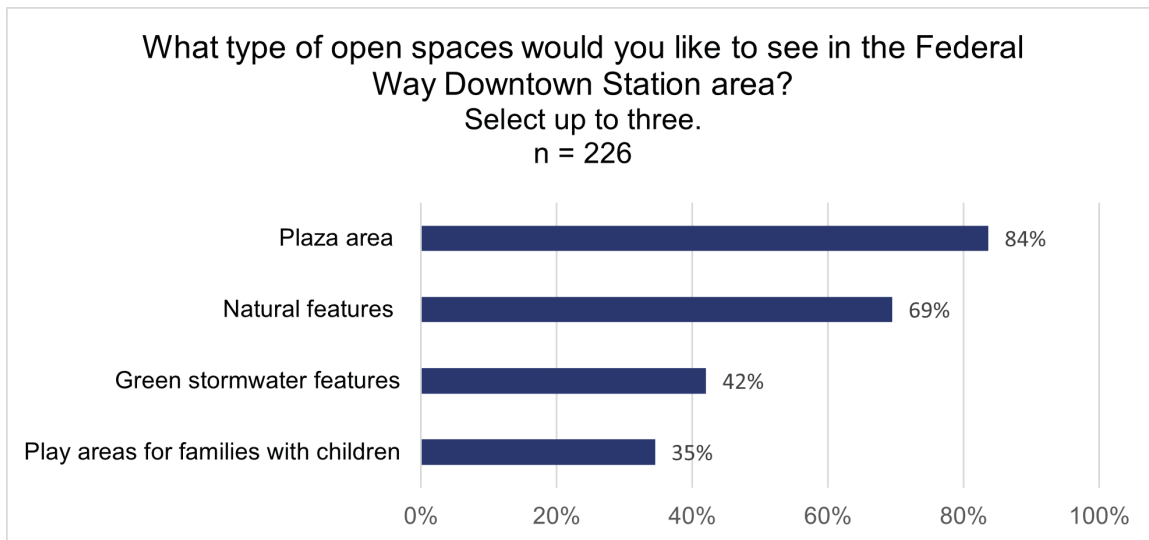 What type of open spaces would you like to see in the Federal
Way Downtown Station area?
Select up to three.
n = 226
Plaza area 84%
Natural features 69%
Green stormwater features 42%
Play areas for families with children 35%
0% 20% 40% 60% 80% 100%